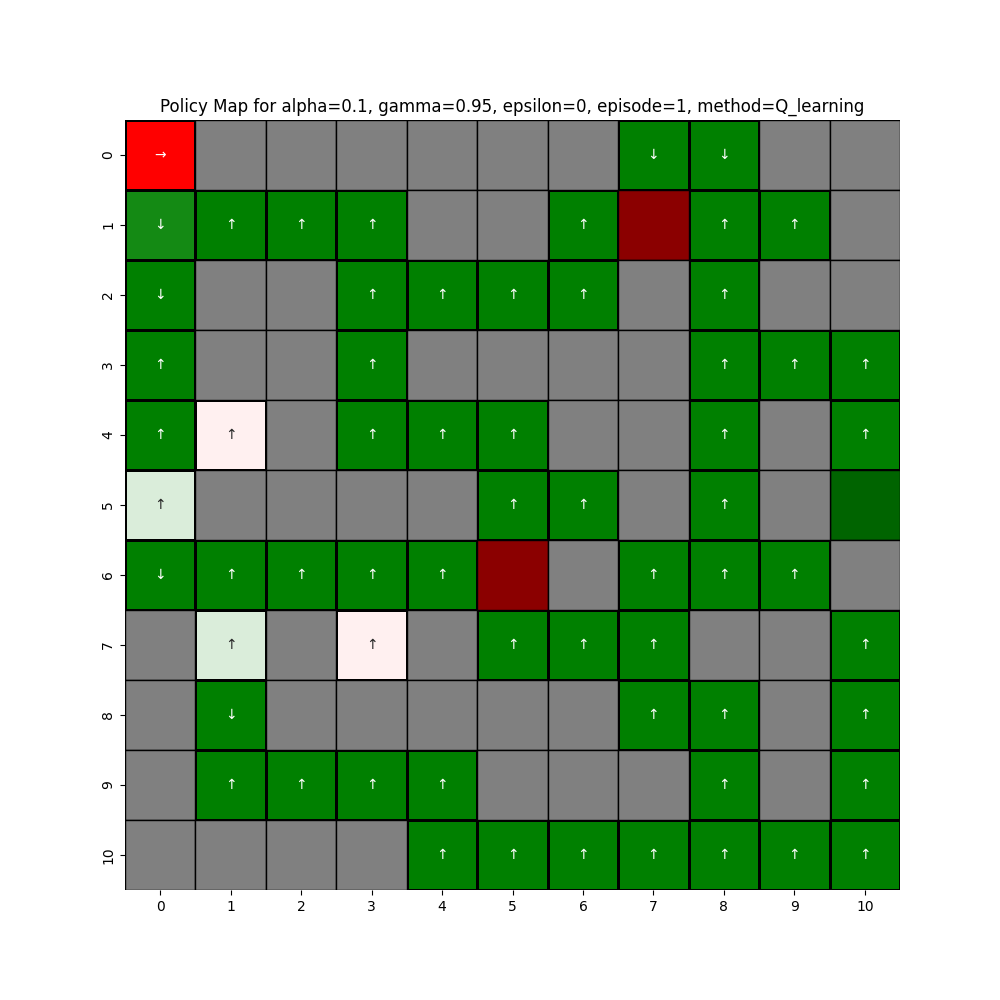 Policy Map for alpha=0.1, gamma=0.95, epsilon=0, episode=1, method=Q_learning
0 → ↓ ↓
1 ↓ ↑ ↑ ↑ ↑ ↑ ↑
2 ↓ ↑ ↑ ↑ ↑ ↑
3 ↑ ↑ ↑ ↑ ↑
4 ↑ ↑ ↑ ↑ ↑ ↑ ↑
5 ↑ ↑ ↑ ↑
6 ↓ ↑ ↑ ↑ ↑ ↑ ↑ ↑
7 ↑ ↑ ↑ ↑ ↑ ↑
8 ↓ ↑ ↑ ↑
9 ↑ ↑ ↑ ↑ ↑ ↑
10 ↑ ↑ ↑ ↑ ↑ ↑ ↑
0 1 2 3 4 5 6 7 8 9 10